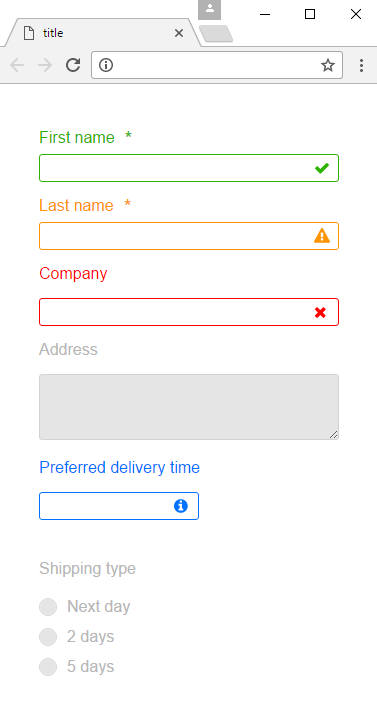 title
First name *
Last name *
Company
Address
Preferred delivery time
Shipping type
Next day
2 days
5 days